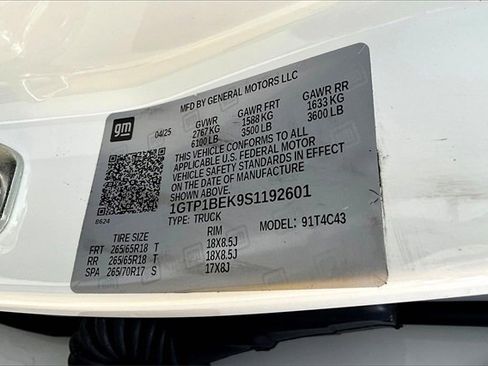 MFD BY GENERAL MOTORS LLC
gm
04/25 GVWR GAWR FRT GAWR RR
2767 KG 1588 KG 1633 KG
6100 LB 3500 LB 3600 LB
THIS VEHICLE CONFORMS TO ALL
APPLICABLE U.S. FEDERAL MOTOR
VEHICLE SAFETY STANDARDS IN EFFECT
ON THE DATE OF MANUFACTURE
SHOWN ABOVE.
1GTP1BEK9S1192601
B624 TYPE: TRUCK MODEL: 91T4C43
TIRE SIZE RIM
FRT 265/65R18 T 18X8.5J
RR 265/65R18 T 18X8.5J
SPA 265/70R17 S 17X8J